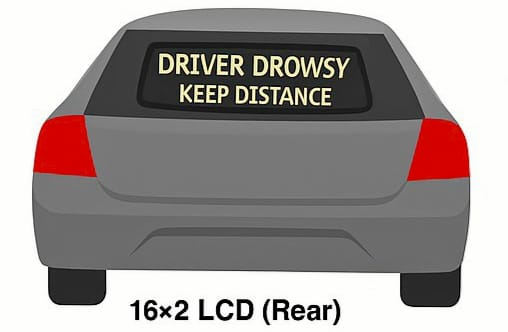 DRIVER DROWSY
KEEP DISTANCE
16×2 LCD (Rear)